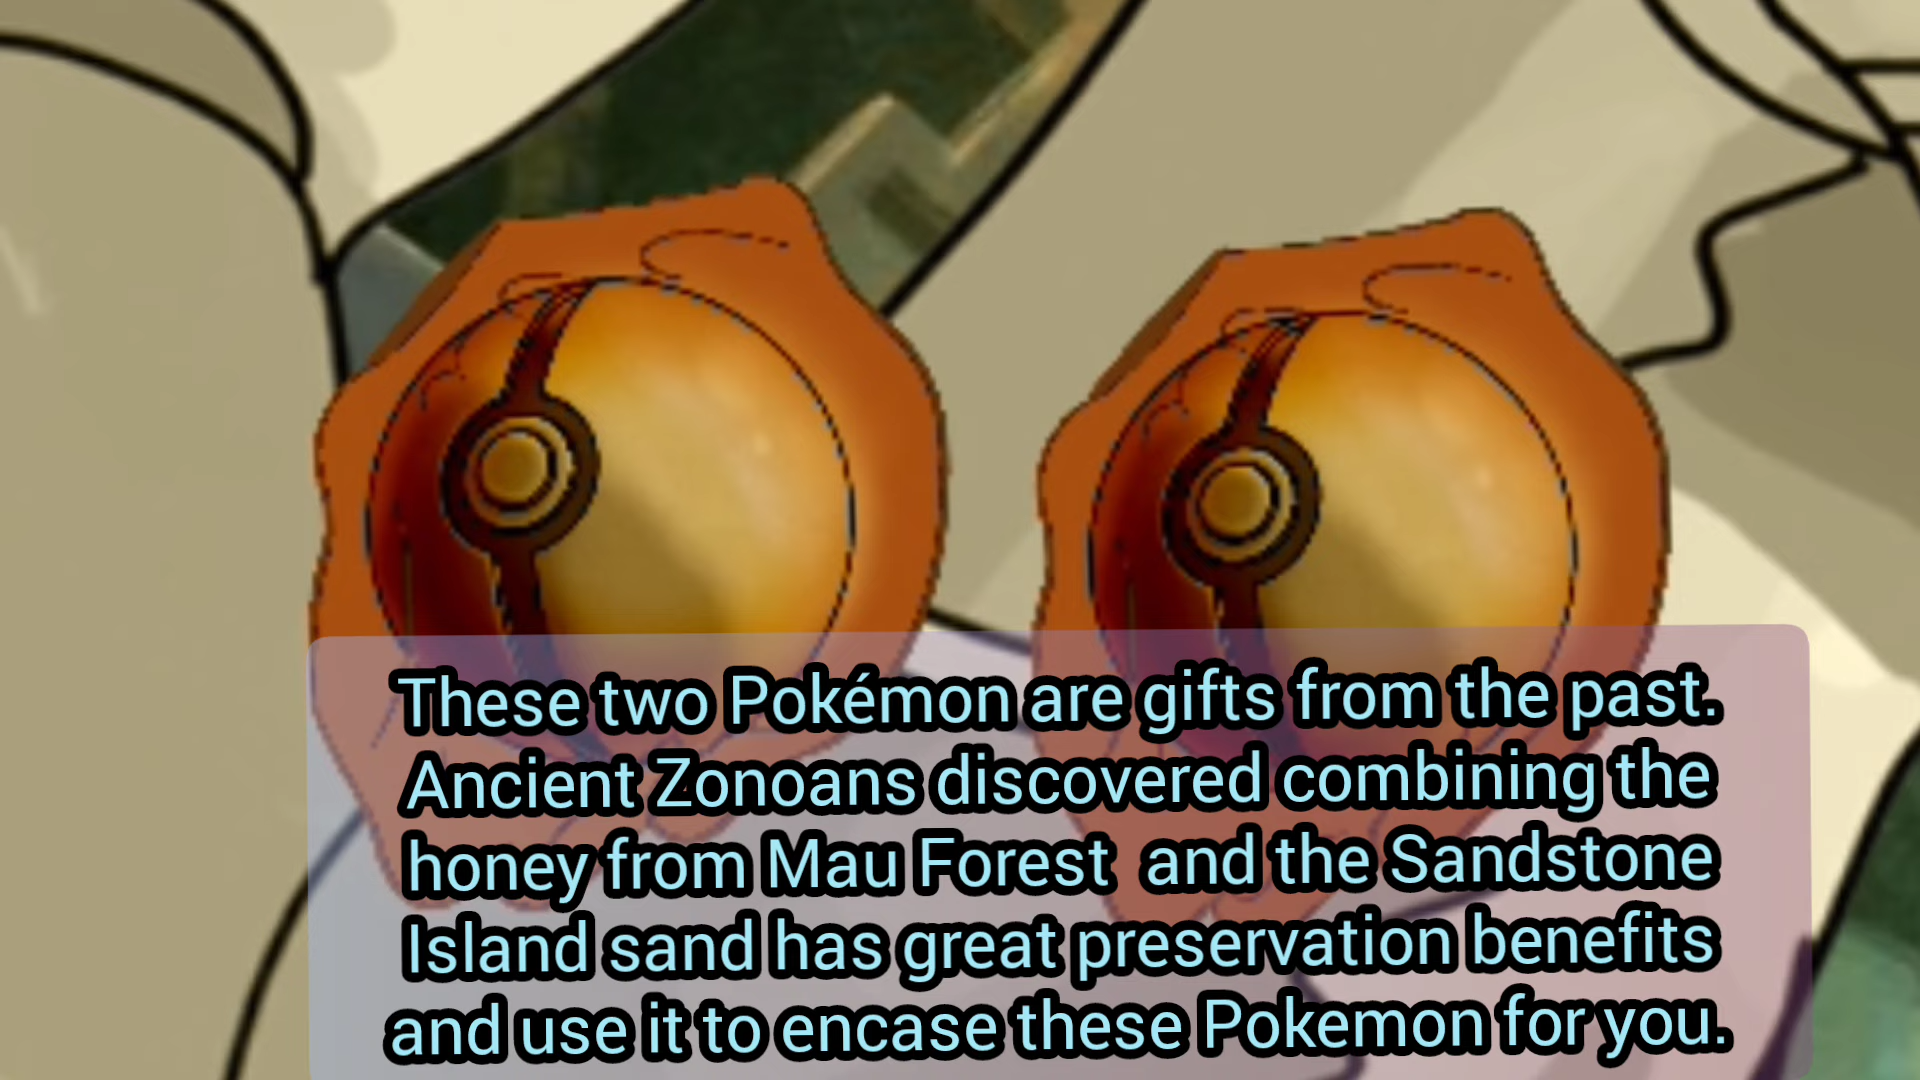 These two Pokémon are gifts from the past.
Ancient Zonoans discovered combining the
honey from Mau Forest  and the Sandstone
Island sand has great preservation benefits
and use it to encase these Pokemon for you.